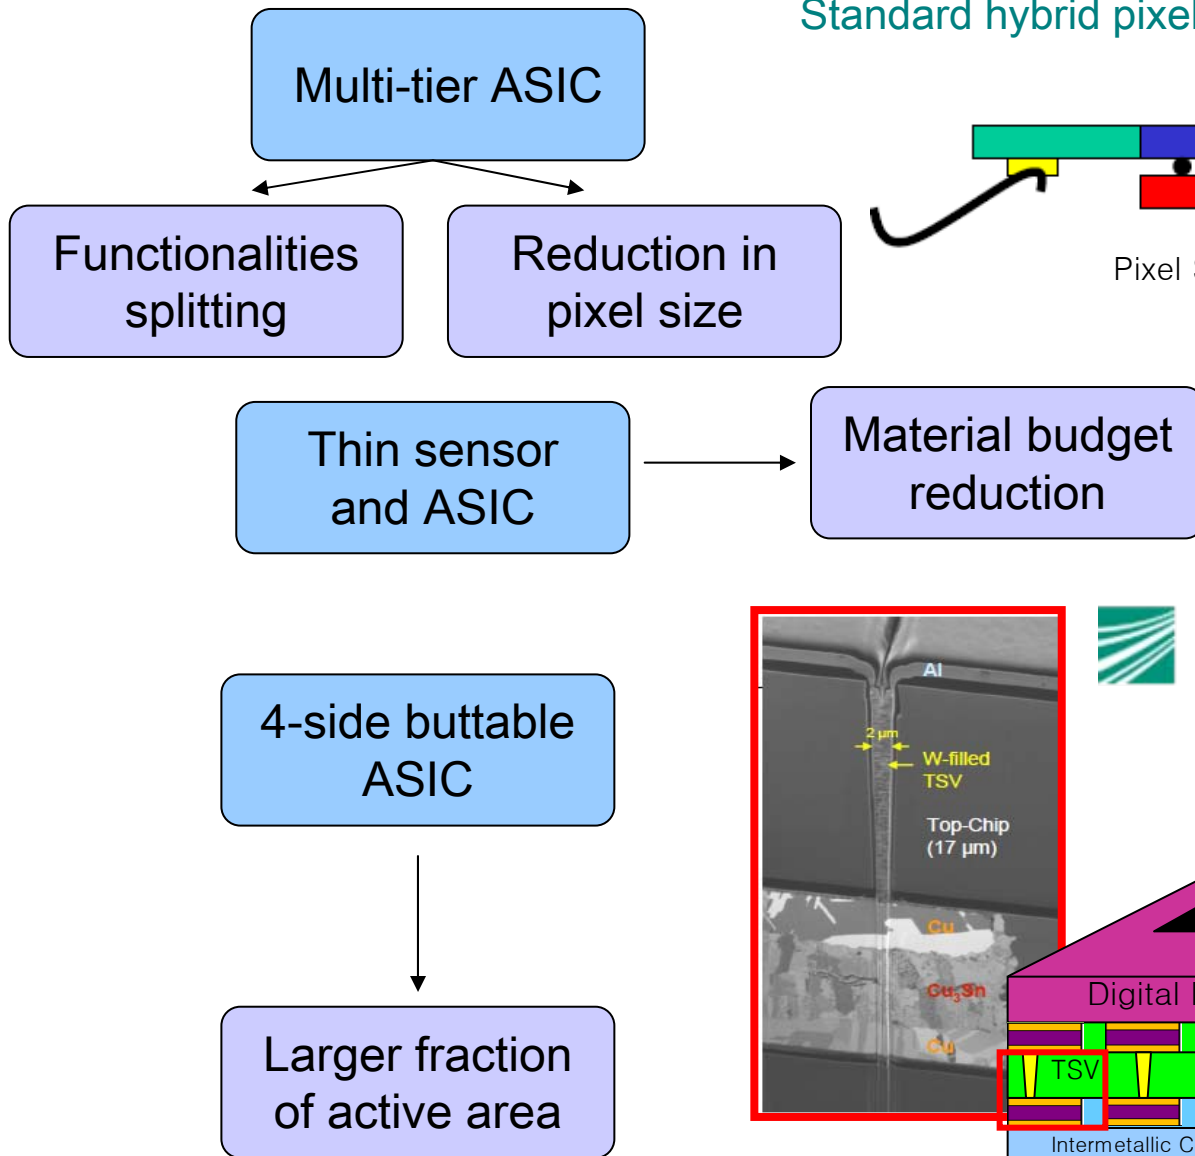 Standard hybrid pixel
Multi-tier ASIC
Functionalities
splitting
Reduction in
pixel size
Pixel
Thin sensor
and ASIC
Material budget
reduction
4-side buttable
ASIC
Larger fraction
of active area
Al
2 µm
W-filled
TSV
Top-Chip
(17 µm)
Cu
Cu₃Sn
Cu
Digital
TSV
Intermetallic